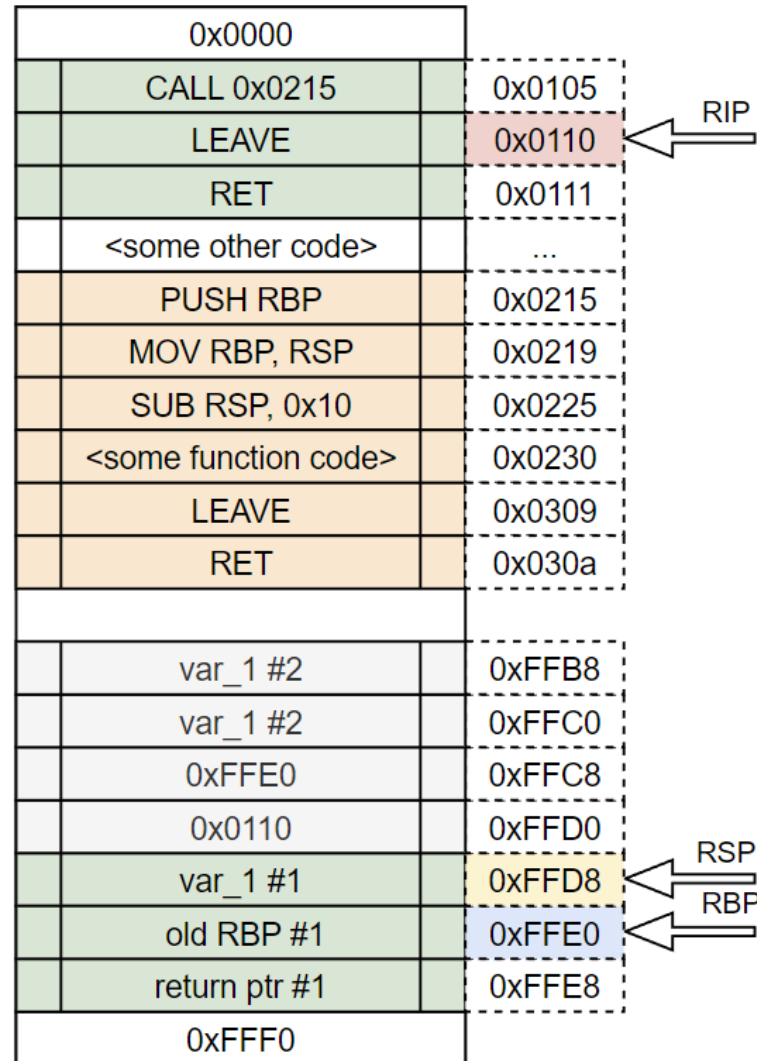 0x0000
CALL 0x0215 0x0105
RIP
LEAVE 0x0110
RET 0x0111
<some other code> ...
PUSH RBP 0x0215
MOV RBP, RSP 0x0219
SUB RSP, 0x10 0x0225
<some function code> 0x0230
LEAVE 0x0309
RET 0x030a
var_1 #2 0xFFB8
var_1 #2 0xFFC0
0xFFE0 0xFFC8
0x0110 0xFFD0
RSP
var_1 #1 0xFFD8
RBP
old RBP #1 0xFFE0
return ptr #1 0xFFE8
0xFFF0